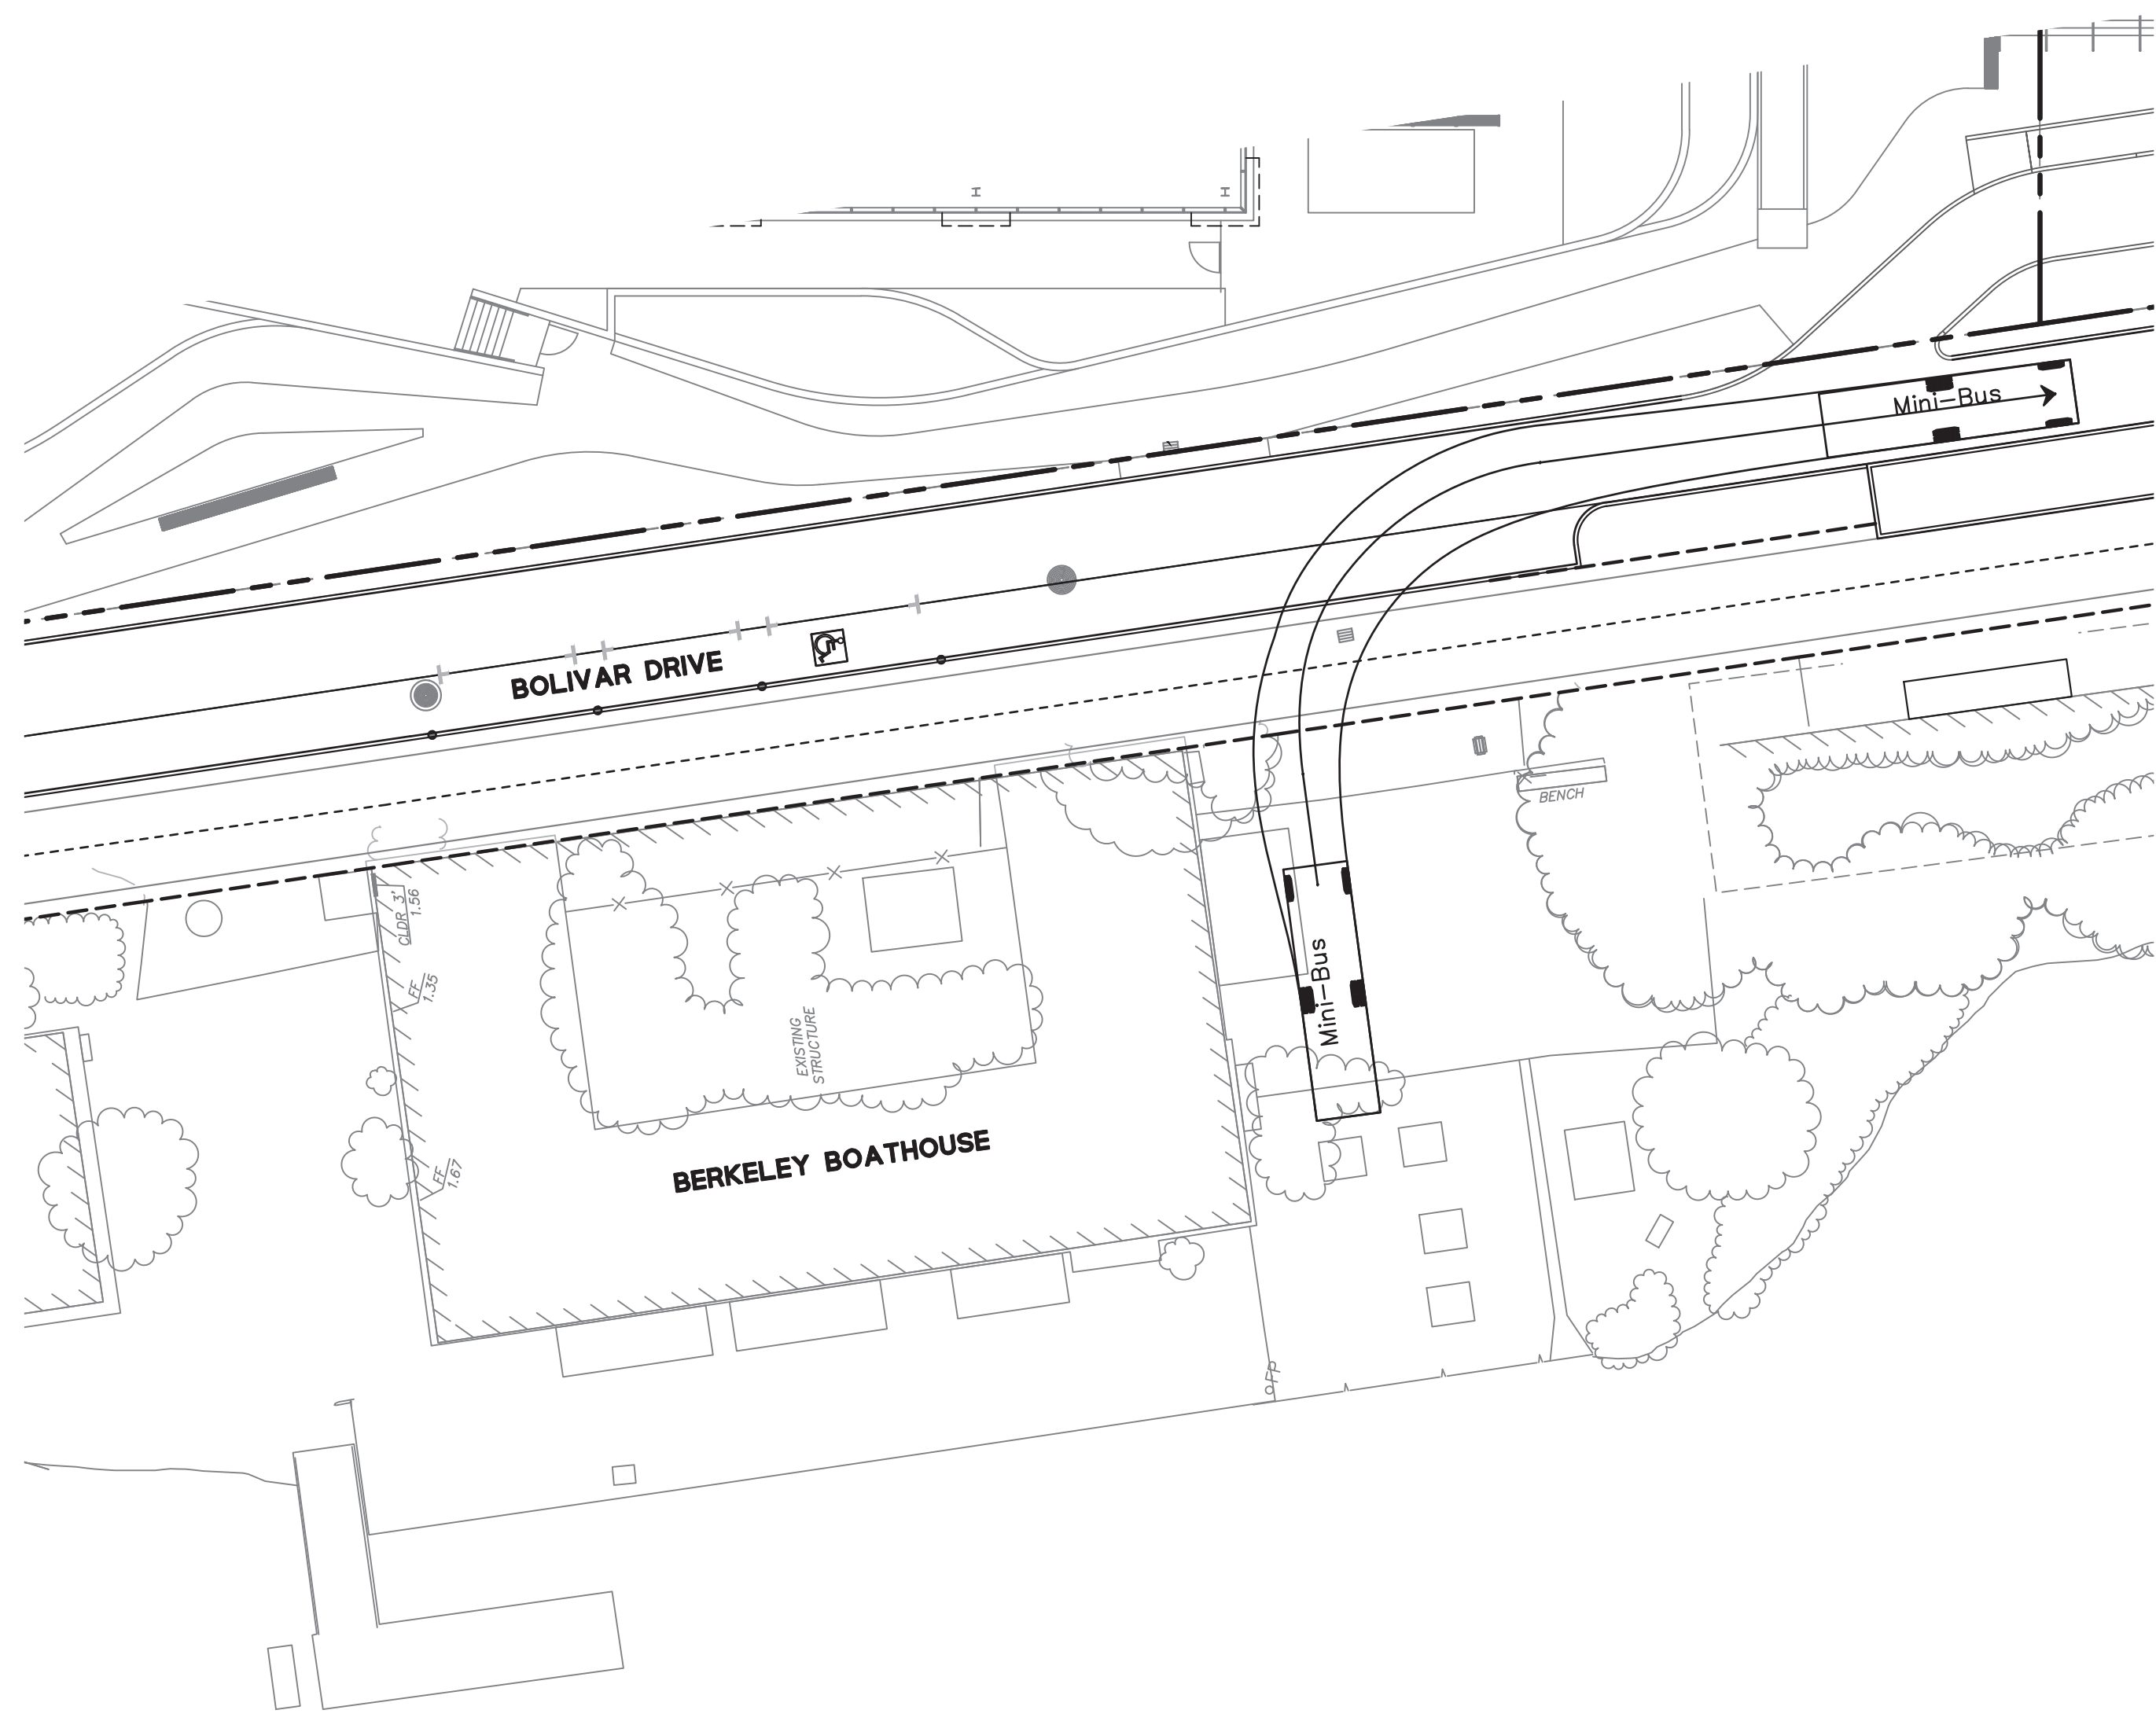 Mini-Bus
BOLIVAR DRIVE
BENCH
CLDR 3'
1.56
FF
1.35
Mini-Bus
EXISTING
STRUCTURE
BERKELEY BOATHOUSE
FF
1.67